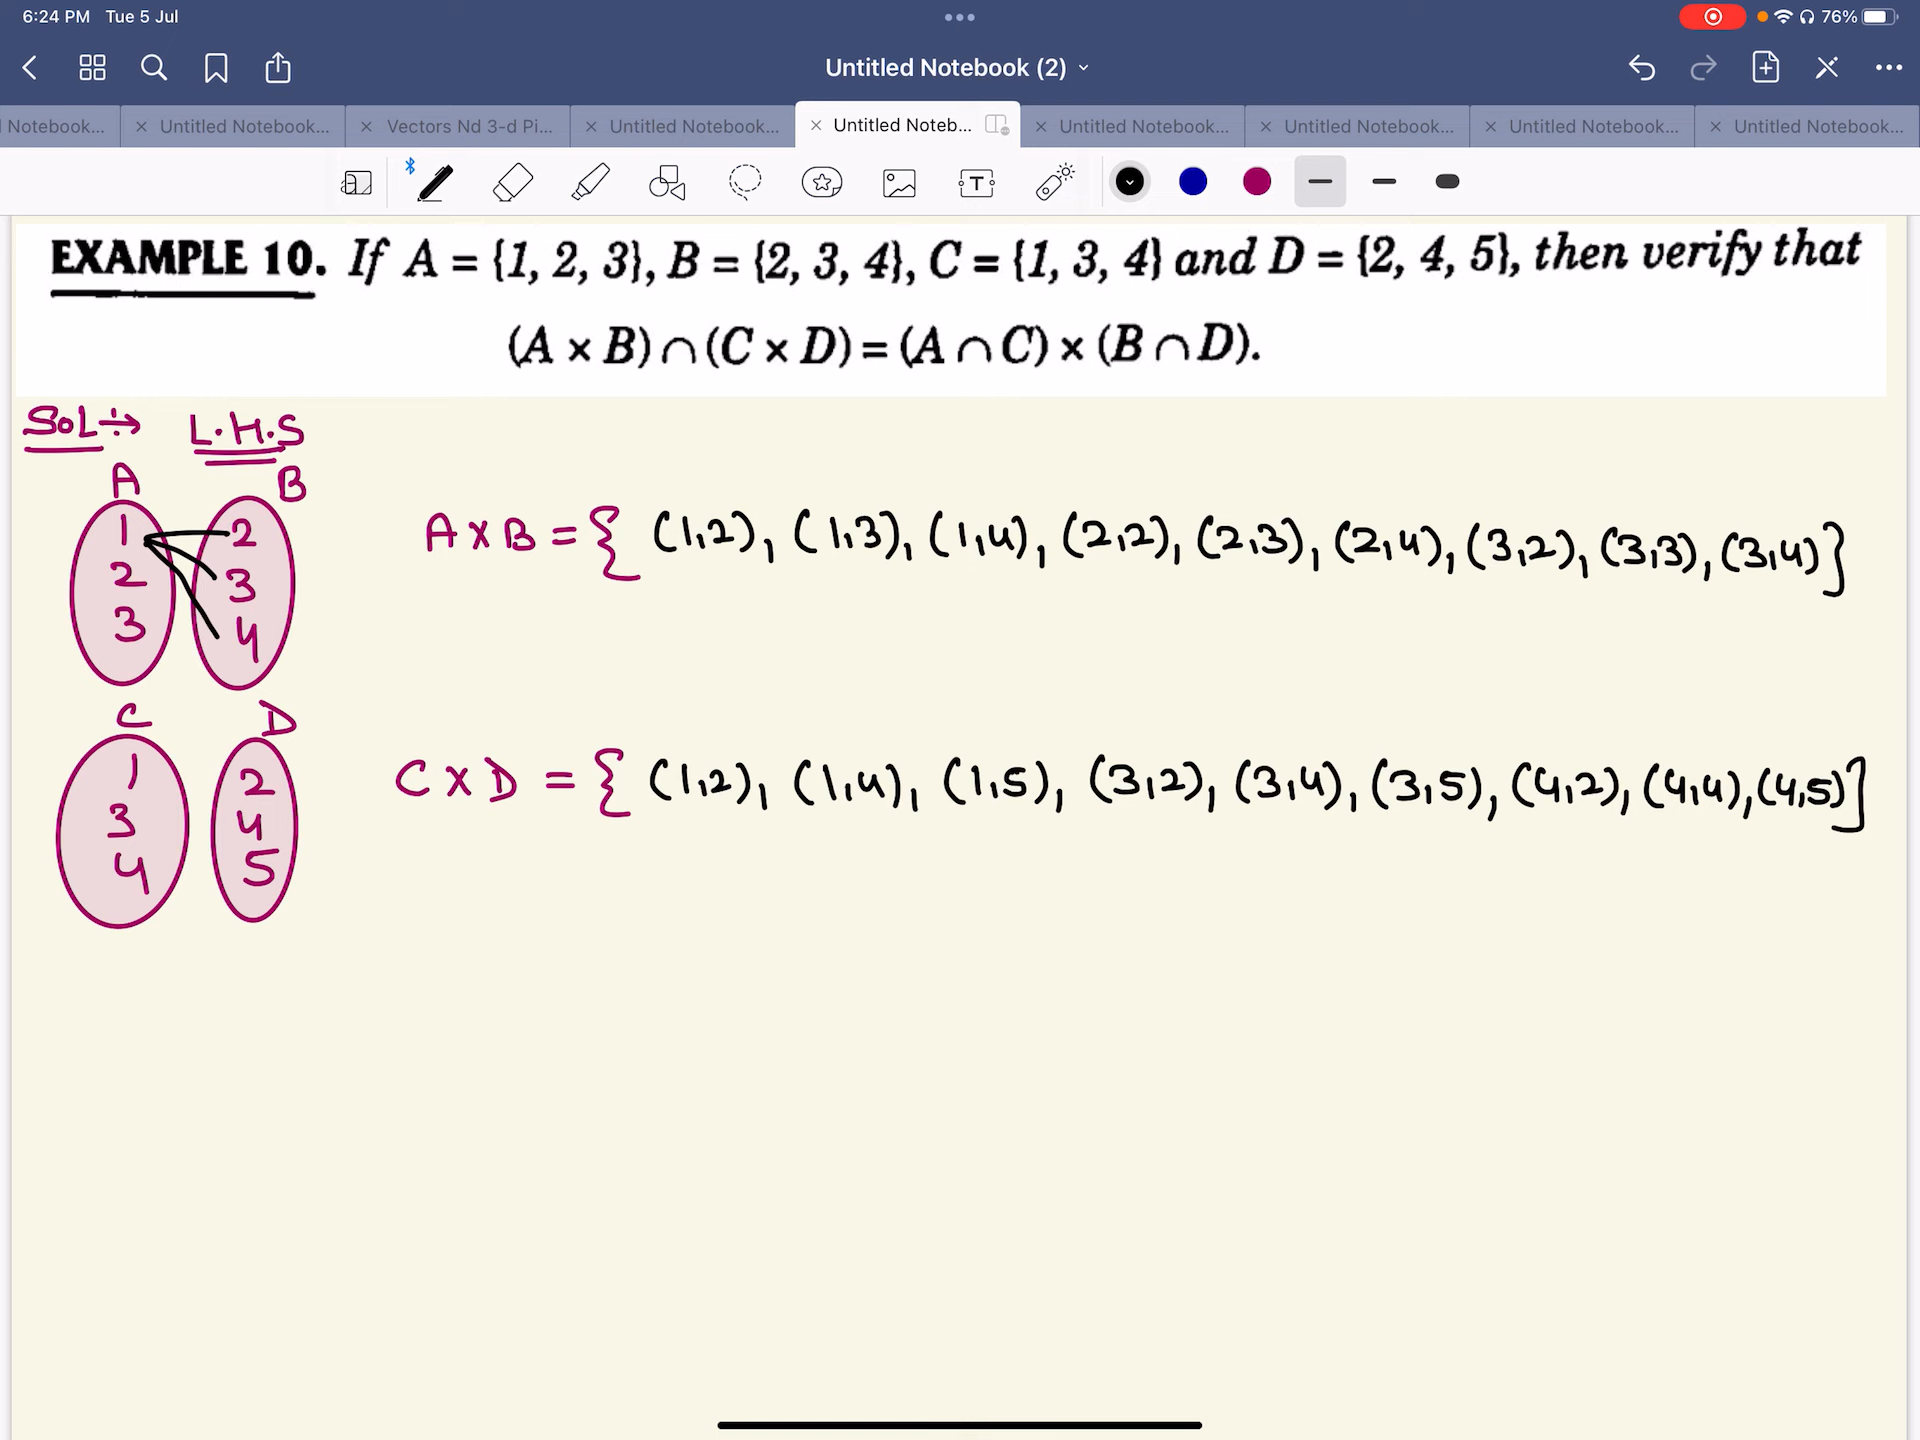 6:24 PM Tue 5 Jul
76%
Untitled Notebook (2)
Notebook... Untitled Notebook... Vectors Nd 3-d Pi... Untitled Notebook... Untitled Noteb... Untitled Notebook... Untitled Notebook... Untitled Notebook... Untitled Notebook...
EXAMPLE 10. If A = {1, 2, 3}, B = {2, 3, 4}, C = {1, 3, 4} and D = {2, 4, 5}, then verify that
(A × B) ∩ (C × D) = (A ∩ C) × (B ∩ D).
Sol ÷→ L.H.S
A B
1 2
2 3
3 4
A × B = { (1,2), (1,3), (1,4), (2,2), (2,3), (2,4), (3,2), (3,3), (3,4)}
C D
1 2
3 4
4 5
C × D = { (1,2), (1,4), (1,5), (3,2), (3,4), (3,5), (4,2), (4,4), (4,5)}